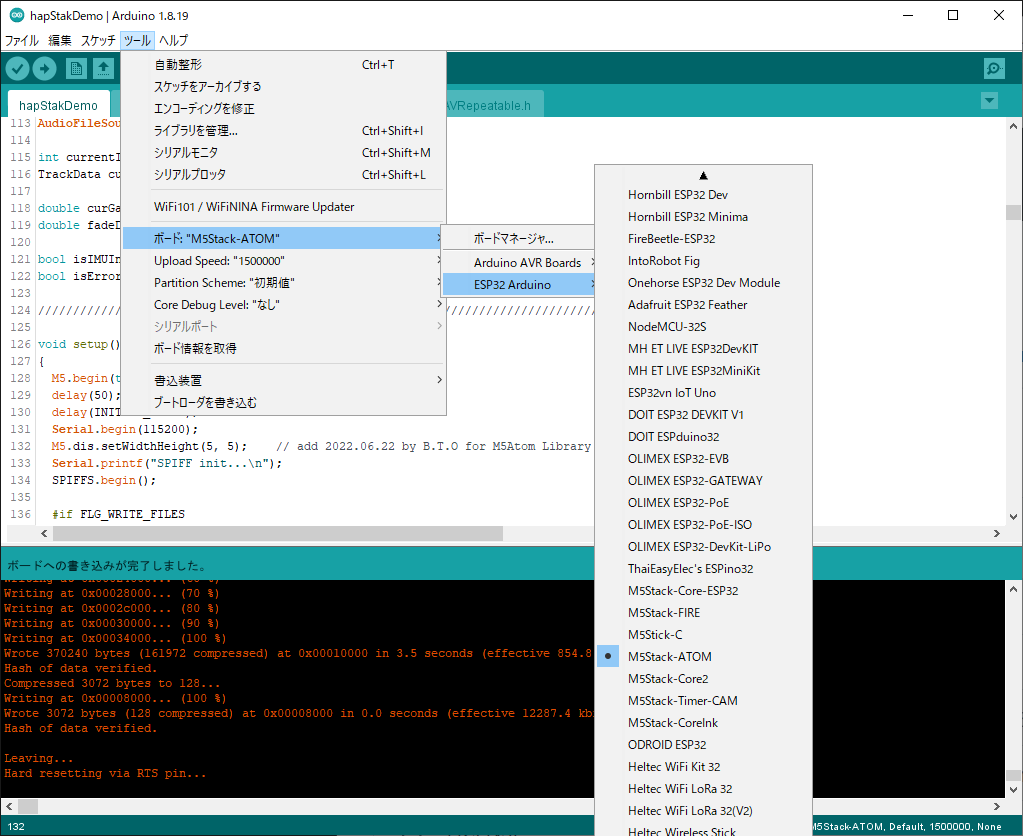 hapStakDemo | Arduino 1.8.19
ファイル 編集 スケッチ ツール ヘルプ
hapStakDemo
AVRepeatable.h
自動整形 Ctrl+T
スケッチをアーカイブする
エンコーディングを修正
ライブラリを管理... Ctrl+Shift+I
シリアルモニタ Ctrl+Shift+M
シリアルプロッタ Ctrl+Shift+L
WiFi101 / WiFiNINA Firmware Updater
ボード: "M5Stack-ATOM"
Upload Speed: "1500000"
Partition Scheme: "初期値"
Core Debug Level: "なし"
シリアルポート
ボード情報を取得
書込装置
ブートローダを書き込む
ボードマネージャ...
Arduino AVR Boards
ESP32 Arduino
Hornbill ESP32 Dev
Hornbill ESP32 Minima
FireBeetle-ESP32
IntoRobot Fig
Onehorse ESP32 Dev Module
Adafruit ESP32 Feather
NodeMCU-32S
MH ET LIVE ESP32DevKIT
MH ET LIVE ESP32MiniKit
ESP32vn IoT Uno
DOIT ESP32 DEVKIT V1
DOIT ESPduino32
OLIMEX ESP32-EVB
OLIMEX ESP32-GATEWAY
OLIMEX ESP32-PoE
OLIMEX ESP32-PoE-ISO
OLIMEX ESP32-DevKit-LiPo
ThaiEasyElec's ESPino32
M5Stack-Core-ESP32
M5Stack-FIRE
M5Stick-C
M5Stack-ATOM
M5Stack-Core2
M5Stack-Timer-CAM
M5Stack-CoreInk
ODROID ESP32
Heltec WiFi Kit 32
Heltec WiFi LoRa 32
Heltec WiFi LoRa 32(V2)
Heltec Wireless Stick
113 AudioFileSou
114
115 int currentI
116 TrackData cu
117
118 double curGa
119 double fadeD
120
121 bool isIMUIn
122 bool isError
123
124 ////////////// //////////////////////
125
126 void setup()
127 {
128 M5.begin(t
129 delay(50);
130 delay(INIT
131 Serial.begin(115200);
132 M5.dis.setWidthHeight(5, 5); // add 2022.06.22 by B.T.O for M5Atom Library
133 Serial.printf("SPIFF init...\n");
134 SPIFFS.begin();
135
136 #if FLG_WRITE_FILES
ボードへの書き込みが完了しました。
Writing at 0x00028000... (70 %)
Writing at 0x0002c000... (80 %)
Writing at 0x00030000... (90 %)
Writing at 0x00034000... (100 %)
Wrote 370240 bytes (161972 compressed) at 0x00010000 in 3.5 seconds (effective 854.8
Hash of data verified.
Compressed 3072 bytes to 128...
Writing at 0x00008000... (100 %)
Wrote 3072 bytes (128 compressed) at 0x00008000 in 0.0 seconds (effective 12287.4 kb
Hash of data verified.
Leaving...
Hard resetting via RTS pin...
132
M5Stack-ATOM, Default, 1500000, None